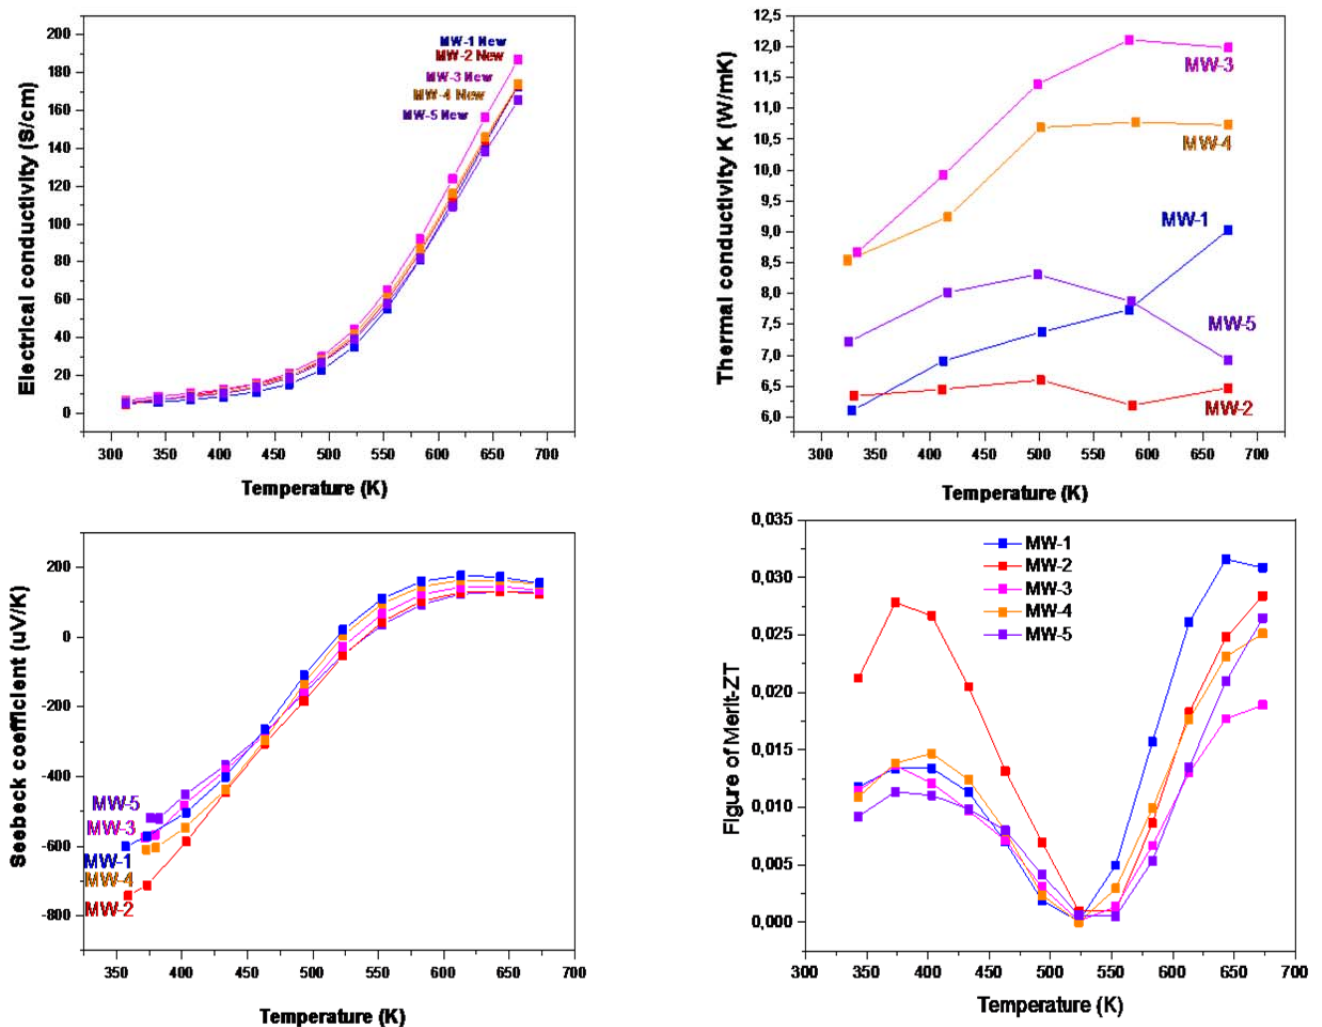 Electrical conductivity (S/cm)
200
180
160
140
120
100
80
60
40
20
0
MW-1 New
MW-2 New
MW-3 New
MW-4 New
MW-5 New
300 350 400 450 500 550 600 650 700
Temperature (K)
Thermal conductivity K (W/mK)
12,5
12,0
11,5
11,0
10,5
10,0
9,5
9,0
8,5
8,0
7,5
7,0
6,5
6,0
MW-3
MW-4
MW-1
MW-5
MW-2
300 350 400 450 500 550 600 650 700
Temperature (K)
Seebeck coefficient (uV/K)
200
0
-200
-400
-600
-800
MW-5
MW-3
MW-1
MW-4
MW-2
350 400 450 500 550 600 650 700
Temperature (K)
Figure of Merit-ZT
0,035
0,030
0,025
0,020
0,015
0,010
0,005
0,000
MW-1
MW-2
MW-3
MW-4
MW-5
300 350 400 450 500 550 600 650 700
Temperature (K)